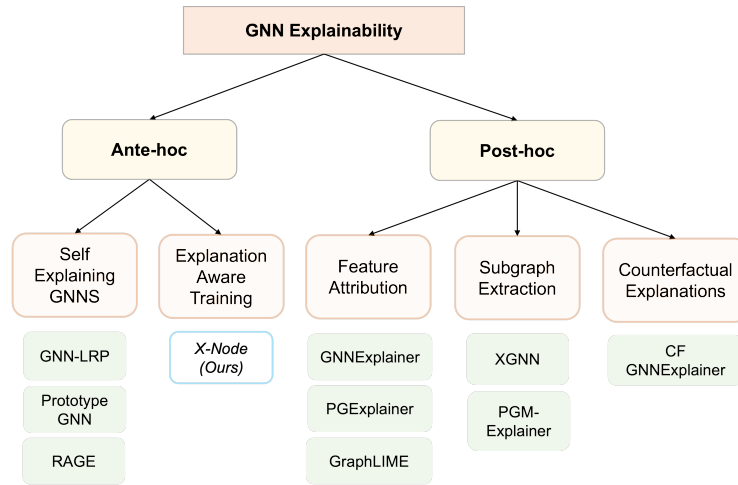 GNN Explainability
Ante-hoc
Post-hoc
Self
Explaining
GNNS
Explanation
Aware
Training
Feature
Attribution
Subgraph
Extraction
Counterfactual
Explanations
GNN-LRP
Prototype
GNN
RAGE
X-Node
(Ours)
GNNExplainer
PGExplainer
GraphLIME
XGNN
PGM-
Explainer
CF
GNNExplainer